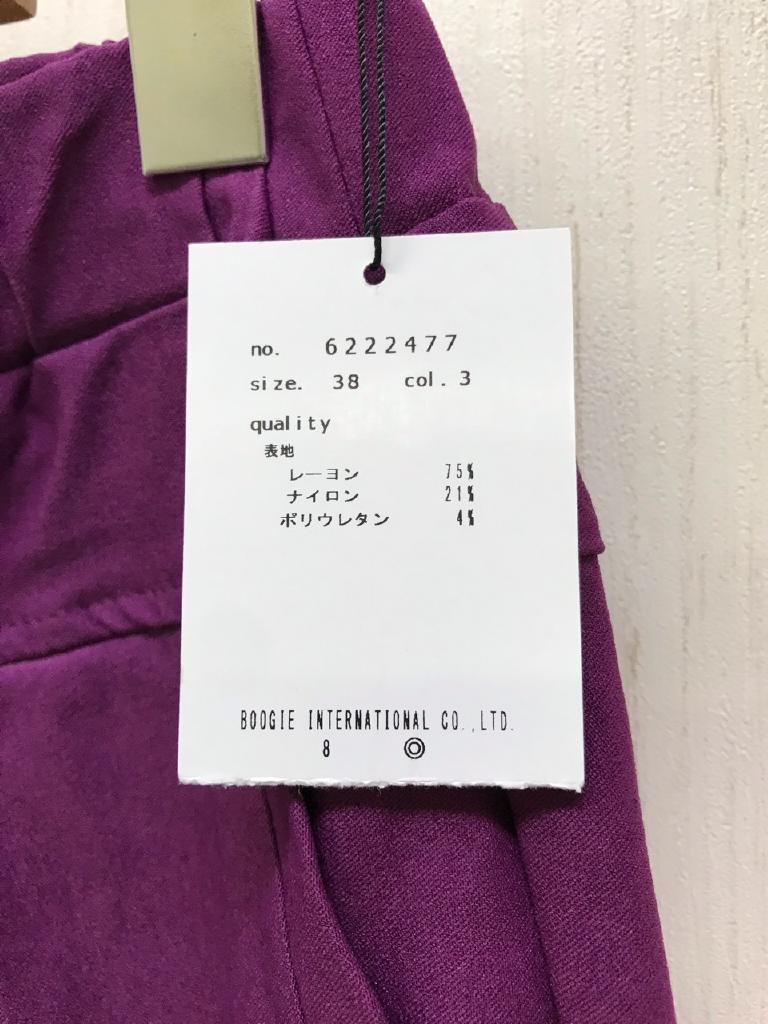 no. 6222477
size. 38 col. 3
quality
表地
レーヨン 75%
ナイロン 21%
ポリウレタン 4%
BOOGIE INTERNATIONAL CO.,LTD.
8 ◎